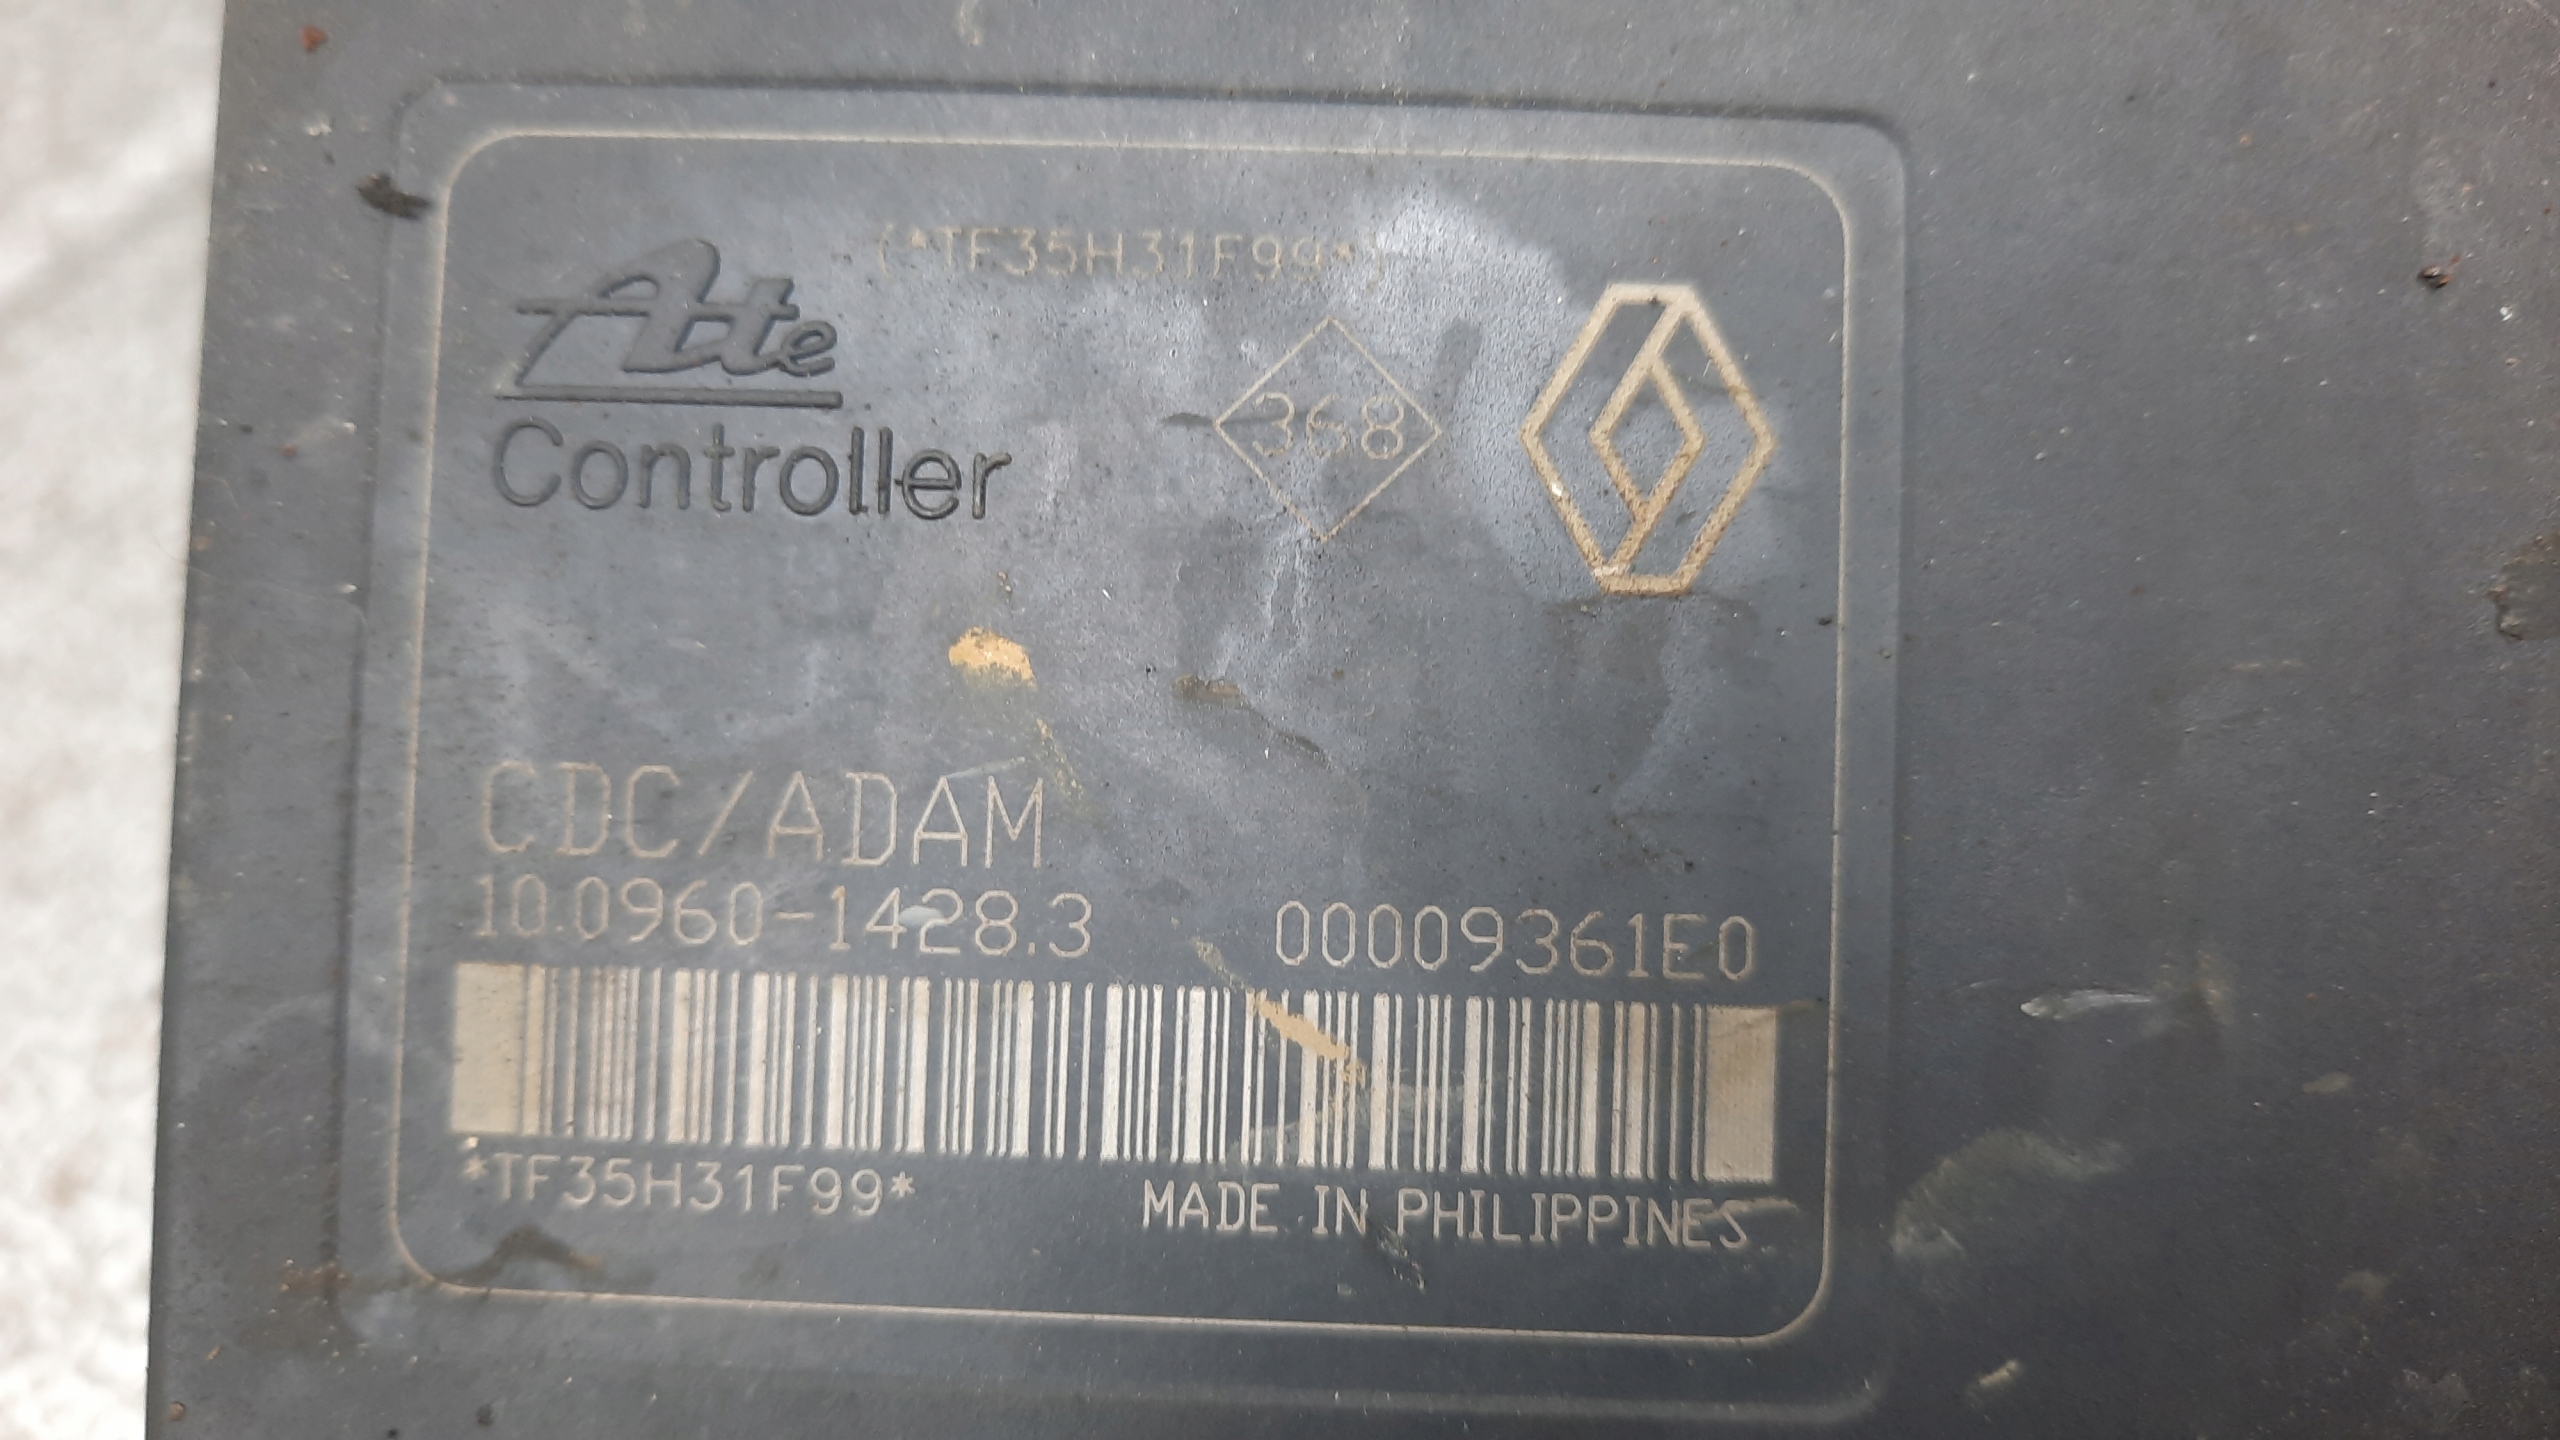 (*TF35H31F99*)
Ate
Controller
368
CDC/ADAM
10.0960-1428.3
00009361E0
*TF35H31F99*
MADE IN PHILIPPINES